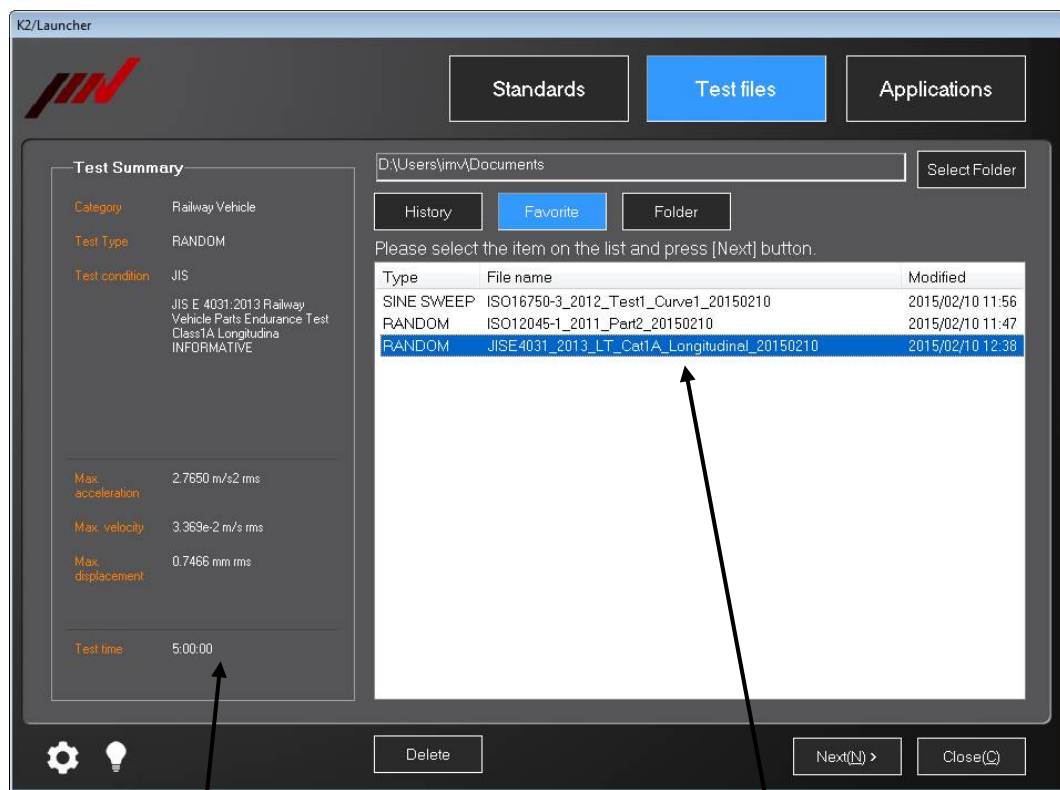 K2/Launcher
Standards
Test files
Applications
Test Summary
Category Railway Vehicle
Test Type RANDOM
Test condition JIS
JIS E 4031:2013 Railway
Vehicle Parts Endurance Test
Class1A Longitudina
INFORMATIVE
Max.
acceleration
2.7650 m/s2 rms
Max. velocity 3.369e-2 m/s rms
Max.
displacement
0.7466 mm rms
Test time 5:00:00
D:\Users\imv\Documents
Select Folder
History
Favorite
Folder
Please select the item on the list and press [Next] button.
Type File name Modified
SINE SWEEP ISO16750-3_2012_Test1_Curve1_20150210 2015/02/10 11:56
RANDOM ISO12045-1_2011_Part2_20150210 2015/02/10 11:47
RANDOM JISE4031_2013_LT_Cat1A_Longitudinal_20150210 2015/02/10 12:38
Delete
Next(N) >
Close(C)